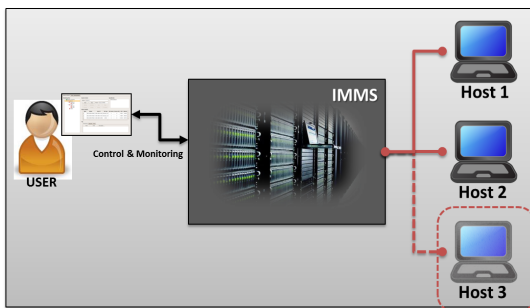 IMMS
Control & Monitoring
USER
Host 1
Host 2
Host 3